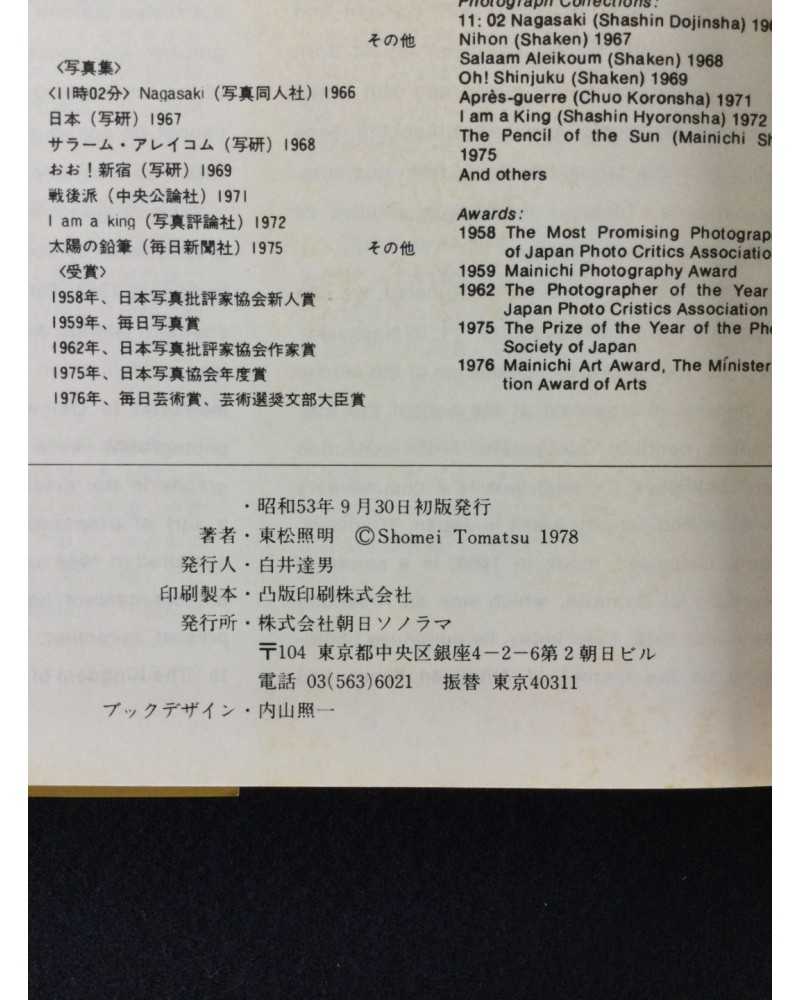 その他
〈写真集〉
〈11時02分〉Nagasaki（写真同人社）1966
日本（写研）1967
サラーム・アレイコム（写研）1968
おお！新宿（写研）1969
戦後派（中央公論社）1971
I am a king（写真評論社）1972
太陽の鉛筆（毎日新聞社）1975 その他
〈受賞〉
1958年、日本写真批評家協会新人賞
1959年、毎日写真賞
1962年、日本写真批評家協会作家賞
1975年、日本写真協会年度賞
1976年、毎日芸術賞、芸術選奨文部大臣賞
Photograph Collections:
11: 02 Nagasaki (Shashin Dojinsha) 196
Nihon (Shaken) 1967
Salaam Aleikoum (Shaken) 1968
Oh! Shinjuku (Shaken) 1969
Après-guerre (Chuo Koronsha) 1971
I am a King (Shashin Hyoronsha) 1972
The Pencil of the Sun (Mainichi Sh
1975
And others
Awards:
1958 The Most Promising Photograp
of Japan Photo Critics Associatio
1959 Mainichi Photography Award
1962 The Photographer of the Year
Japan Photo Cristics Association
1975 The Prize of the Year of the Pho
Society of Japan
1976 Mainichi Art Award, The Minister
tion Award of Arts
・昭和53年9月30日初版発行
著者・東松照明 ©Shomei Tomatsu 1978
発行人・白井達男
印刷製本・凸版印刷株式会社
発行所・株式会社朝日ソノラマ
〒104 東京都中央区銀座4－2－6第2朝日ビル
電話 03(563)6021 振替 東京40311
ブックデザイン・内山照一